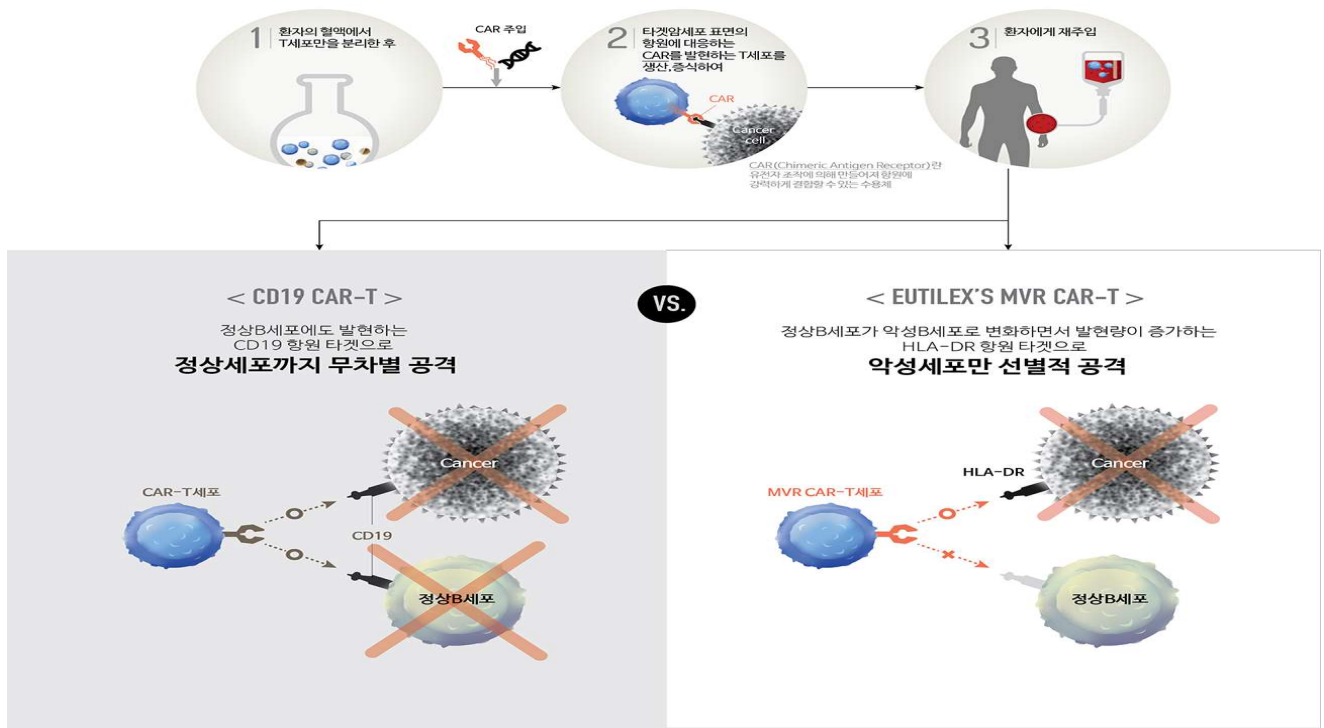 1
환자의 혈액에서
T세포만을 분리한 후
CAR 주입
2
타겟암세포 표면의
항원에 대응하는
CAR를 발현하는 T세포를
생산,증식하여
CAR
Cancer
cell
CAR(Chimeric Antigen Receptor)란
유전자 조작에 의해 만들어져 항원에
강력하게 결합할 수 있는 수용체
3
환자에게 재주입
< CD19 CAR-T >
정상B세포에도 발현하는
CD19 항원 타겟으로
정상세포까지 무차별 공격
Cancer
CAR-T세포
CD19
정상B세포
VS.
< EUTILEX'S MVR CAR-T >
정상B세포가 악성B세포로 변화하면서 발현량이 증가하는
HLA-DR 항원 타겟으로
악성세포만 선별적 공격
Cancer
HLA-DR
MVR CAR-T세포
정상B세포